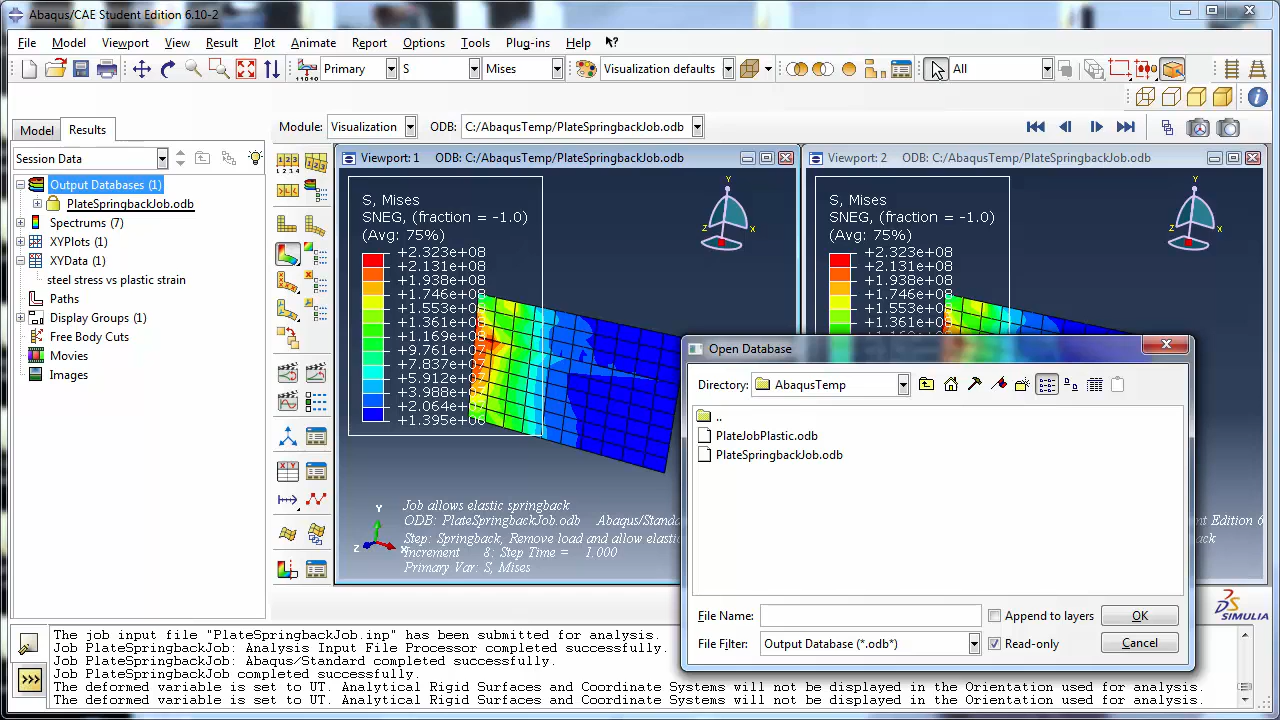 Abaqus/CAE Student Edition 6.10-2
File Model Viewport View Result Plot Animate Report Options Tools Plug-ins Help
Primary S Mises Visualization defaults All
Model Results Module: Visualization ODB: C:/AbaqusTemp/PlateSpringbackJob.odb
Session Data
Output Databases (1)
PlateSpringbackJob.odb
Spectrums (7)
XYPlots (1)
XYData (1)
steel stress vs plastic strain
Paths
Display Groups (1)
Free Body Cuts
Movies
Images
Viewport: 1 ODB: C:/AbaqusTemp/PlateSpringbackJob.odb
S, Mises
SNEG, (fraction = -1.0)
(Avg: 75%)
+2.323e+08
+2.131e+08
+1.938e+08
+1.746e+08
+1.553e+08
+1.361e+08
+1.169e+08
+9.761e+07
+7.837e+07
+5.912e+07
+3.988e+07
+2.064e+07
+1.395e+06
Y
Z X
Job allows elastic springback
ODB: PlateSpringbackJob.odb Abaqus/Standa
Step: Springback, Remove load and allow elastic
Increment 8: Step Time = 1.000
Primary Var: S, Mises
Y
Z X
Viewport: 2 ODB: C:/AbaqusTemp/PlateSpringbackJob.odb
S, Mises
SNEG, (fraction = -1.0)
(Avg: 75%)
+2.323e+08
+2.131e+08
+1.938e+08
+1.746e+08
+1.553e+08
+1.361e+08
Y
Z X
ent Edition 6
back
Open Database
Directory: AbaqusTemp
..
PlateJobPlastic.odb
PlateSpringbackJob.odb
File Name: Append to layers OK
File Filter: Output Database (*.odb*) Read-only Cancel
SIMULIA
The job input file "PlateSpringbackJob.inp" has been submitted for analysis.
Job PlateSpringbackJob: Analysis Input File Processor completed successfully.
Job PlateSpringbackJob: Abaqus/Standard completed successfully.
Job PlateSpringbackJob completed successfully.
The deformed variable is set to UT. Analytical Rigid Surfaces and Coordinate Systems will not be displayed in the Orientation used for analysis.
The deformed variable is set to UT. Analytical Rigid Surfaces and Coordinate Systems will not be displayed in the Orientation used for analysis.
>>>